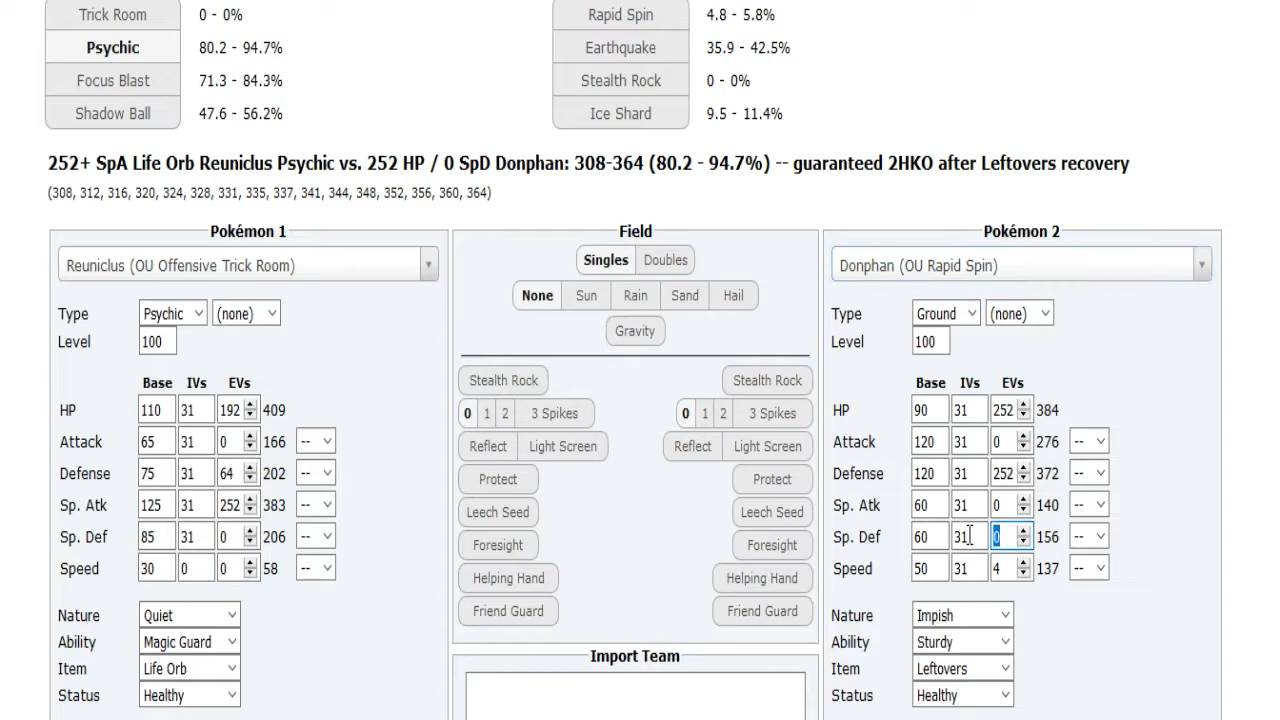 Trick Room 0 - 0% Rapid Spin 4.8 - 5.8%
Psychic 80.2 - 94.7% Earthquake 35.9 - 42.5%
Focus Blast 71.3 - 84.3% Stealth Rock 0 - 0%
Shadow Ball 47.6 - 56.2% Ice Shard 9.5 - 11.4%
252+ SpA Life Orb Reuniclus Psychic vs. 252 HP / 0 SpD Donphan: 308-364 (80.2 - 94.7%) -- guaranteed 2HKO after Leftovers recovery
(308, 312, 316, 320, 324, 328, 331, 335, 337, 341, 344, 348, 352, 356, 360, 364)
Pokémon 1
Reuniclus (OU Offensive Trick Room)
Type Psychic (none)
Level 100
Base IVs EVs
HP 110 31 192 409
Attack 65 31 0 166 --
Defense 75 31 64 202 --
Sp. Atk 125 31 252 383 --
Sp. Def 85 31 0 206 --
Speed 30 0 0 58 --
Nature Quiet
Ability Magic Guard
Item Life Orb
Status Healthy
Field
Singles Doubles
None Sun Rain Sand Hail
Gravity
Stealth Rock Stealth Rock
0 1 2 3 Spikes 0 1 2 3 Spikes
Reflect Light Screen Reflect Light Screen
Protect Protect
Leech Seed Leech Seed
Foresight Foresight
Helping Hand Helping Hand
Friend Guard Friend Guard
Import Team
Pokémon 2
Donphan (OU Rapid Spin)
Type Ground (none)
Level 100
Base IVs EVs
HP 90 31 252 384
Attack 120 31 0 276 --
Defense 120 31 252 372 --
Sp. Atk 60 31 0 140 --
Sp. Def 60 31 0 156 --
Speed 50 31 4 137 --
Nature Impish
Ability Sturdy
Item Leftovers
Status Healthy